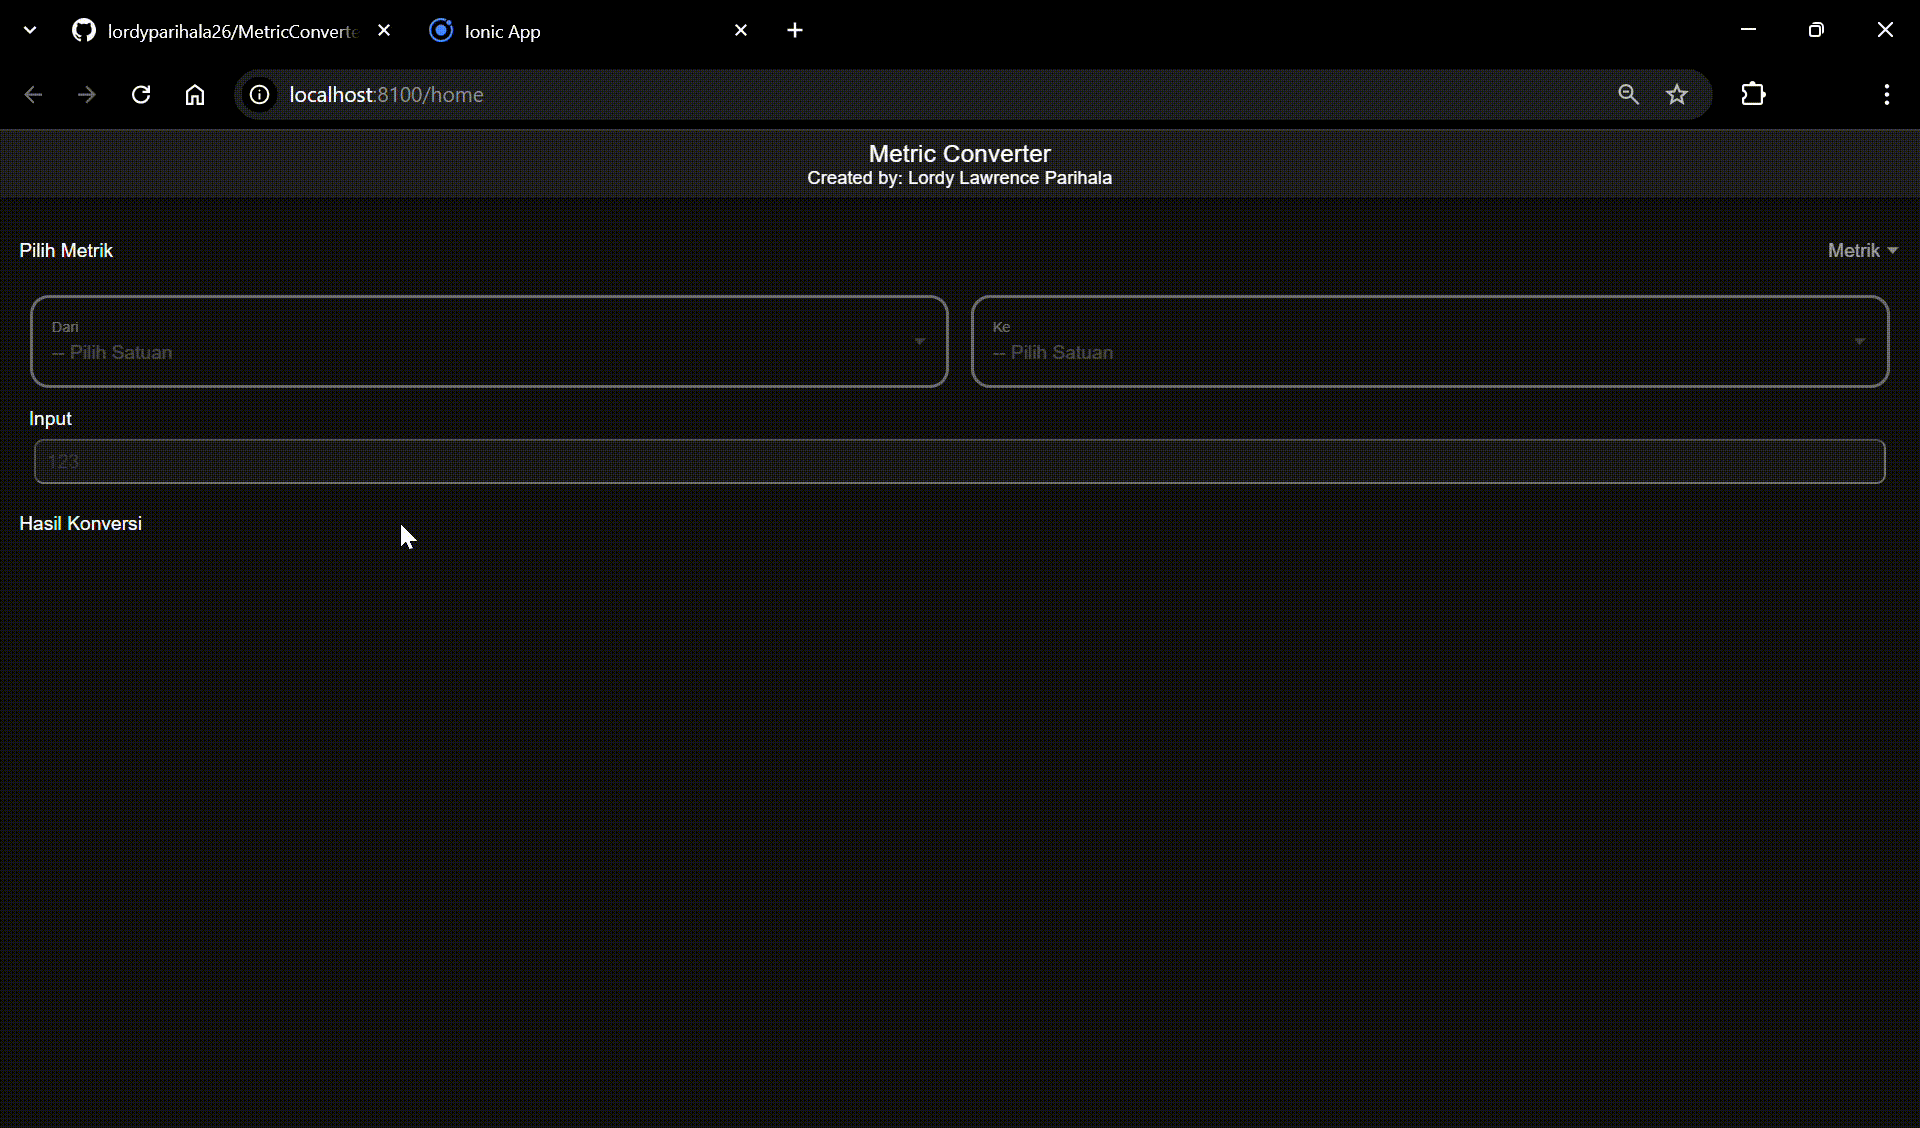 lordyparihala26/MetricConverte
Ionic App
localhost:8100/home
Metric Converter
Created by: Lordy Lawrence Parihala
Pilih Metrik
Metrik
Dari
-- Pilih Satuan
Ke
-- Pilih Satuan
Input
123
Hasil Konversi